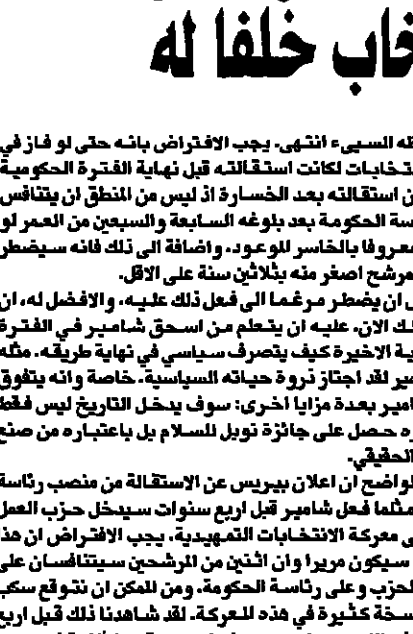 خاب خلفا له
ظه السيىء انتهى. يجب الافتراض بانه حتى لو فاز في
تخابات لكانت استقالته قبل نهاية الفترة الحكومية
ن استقالته بعد الخسارة اذ ليس من المنطق ان يتنافس
سة الحكومة بعد بلوغه السابعة والسبعين من العمر لو
معروفا بالخاسر الموعود. واضافة الى ذلك فانه سيضطر
مرشح اصغر منه بثلاثين سنة على الاقل.
ل ان يضطر مرغما الى فعل ذلك عليه. والافضل له، ان
لك الان. عليه ان يتعلم من اسحق شامير في الفترة
ية الاخيرة كيف يتصرف سياسي في نهاية طريقه. مثله
ير لقد اجتاز ذروة حياته السياسية. خاصة وانه يتفوق
امير بعدة مزايا اخرى: سوف يدخل التاريخ ليس فقط
ره حصل على جائزة نوبل للسلام بل باعتباره من صنع
الحقيقي.
لواضح ان اعلان بيريس عن الاستقالة من منصب رئاسة
مثلما فعل شامير قبل اربع سنوات سيدخل حزب العمل
ى معركة الانتخابات التمهيدية. يجب الافتراض ان هذا
سيكون مريرا وان اثنين من المرشحين سيتنافسان على
لحزب وعلى رئاسة الحكومة. ومن الممكن ان نتوقع سكب
سخة كثيرة في هذه المعركة. لقد شاهدنا ذلك قبل اربع